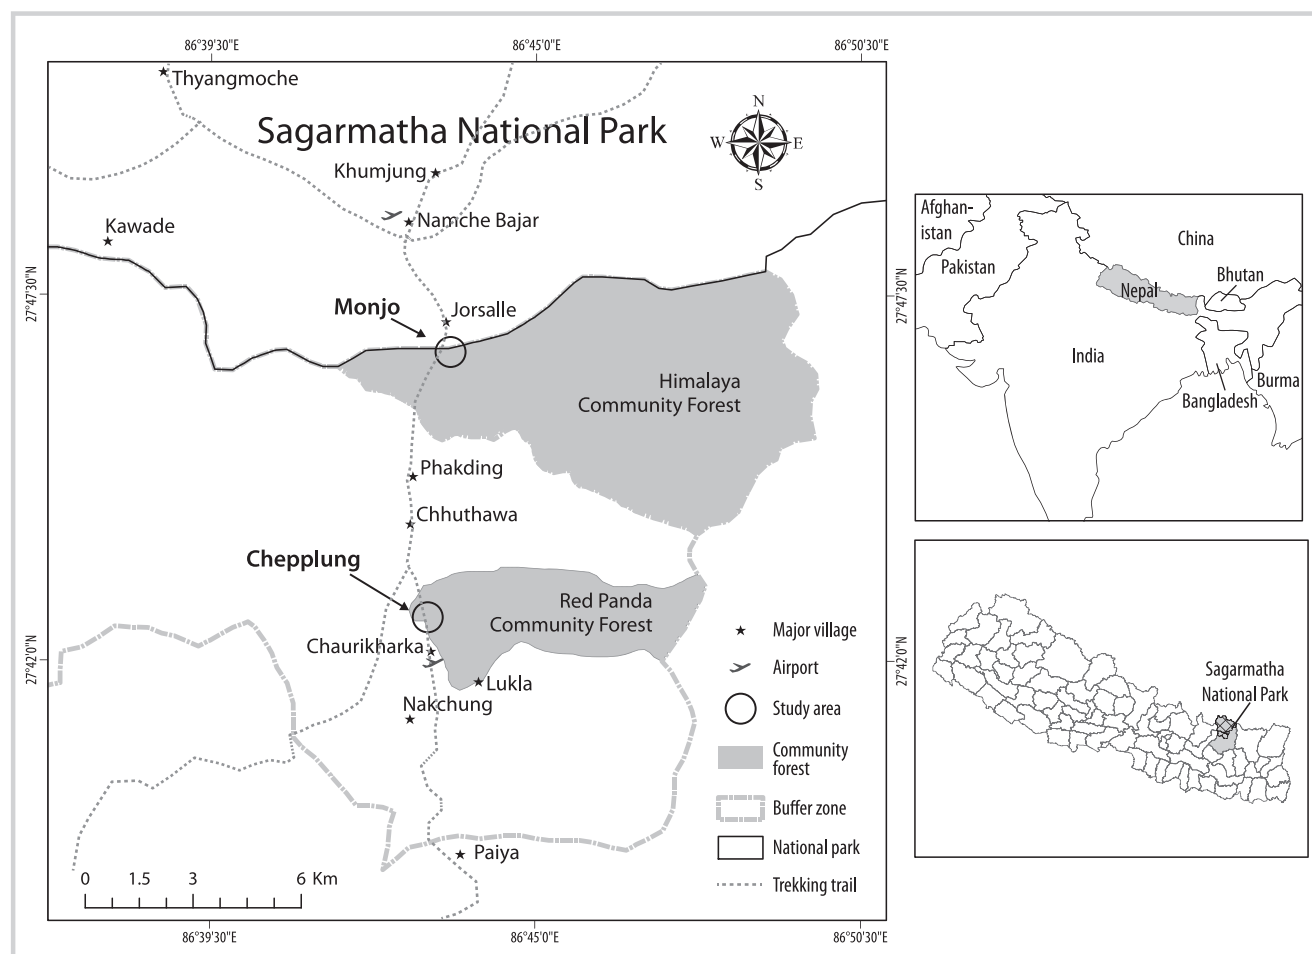 86°39'30"E
86°45'0"E
86°50'30"E
Thyangmoche
Sagarmatha National Park
N
W
E
S
Khumjung
Namche Bajar
Kawade
27°47'30"N
27°47'30"N
Monjo
Jorsalle
Himalaya
Community Forest
Phakding
Chhuthawa
Chepplung
Red Panda
Community Forest
Chaurikharka
27°42'0"N
27°42'0"N
Lukla
Nakchung
Paiya
Major village
Airport
Study area
Community
forest
Buffer zone
National park
Trekking trail
0 1.5 3 6 Km
86°39'30"E
86°45'0"E
86°50'30"E
Afghan-
istan
China
Pakistan
Nepal
Bhutan
India
Burma
Bangladesh
Sagarmatha
National Park